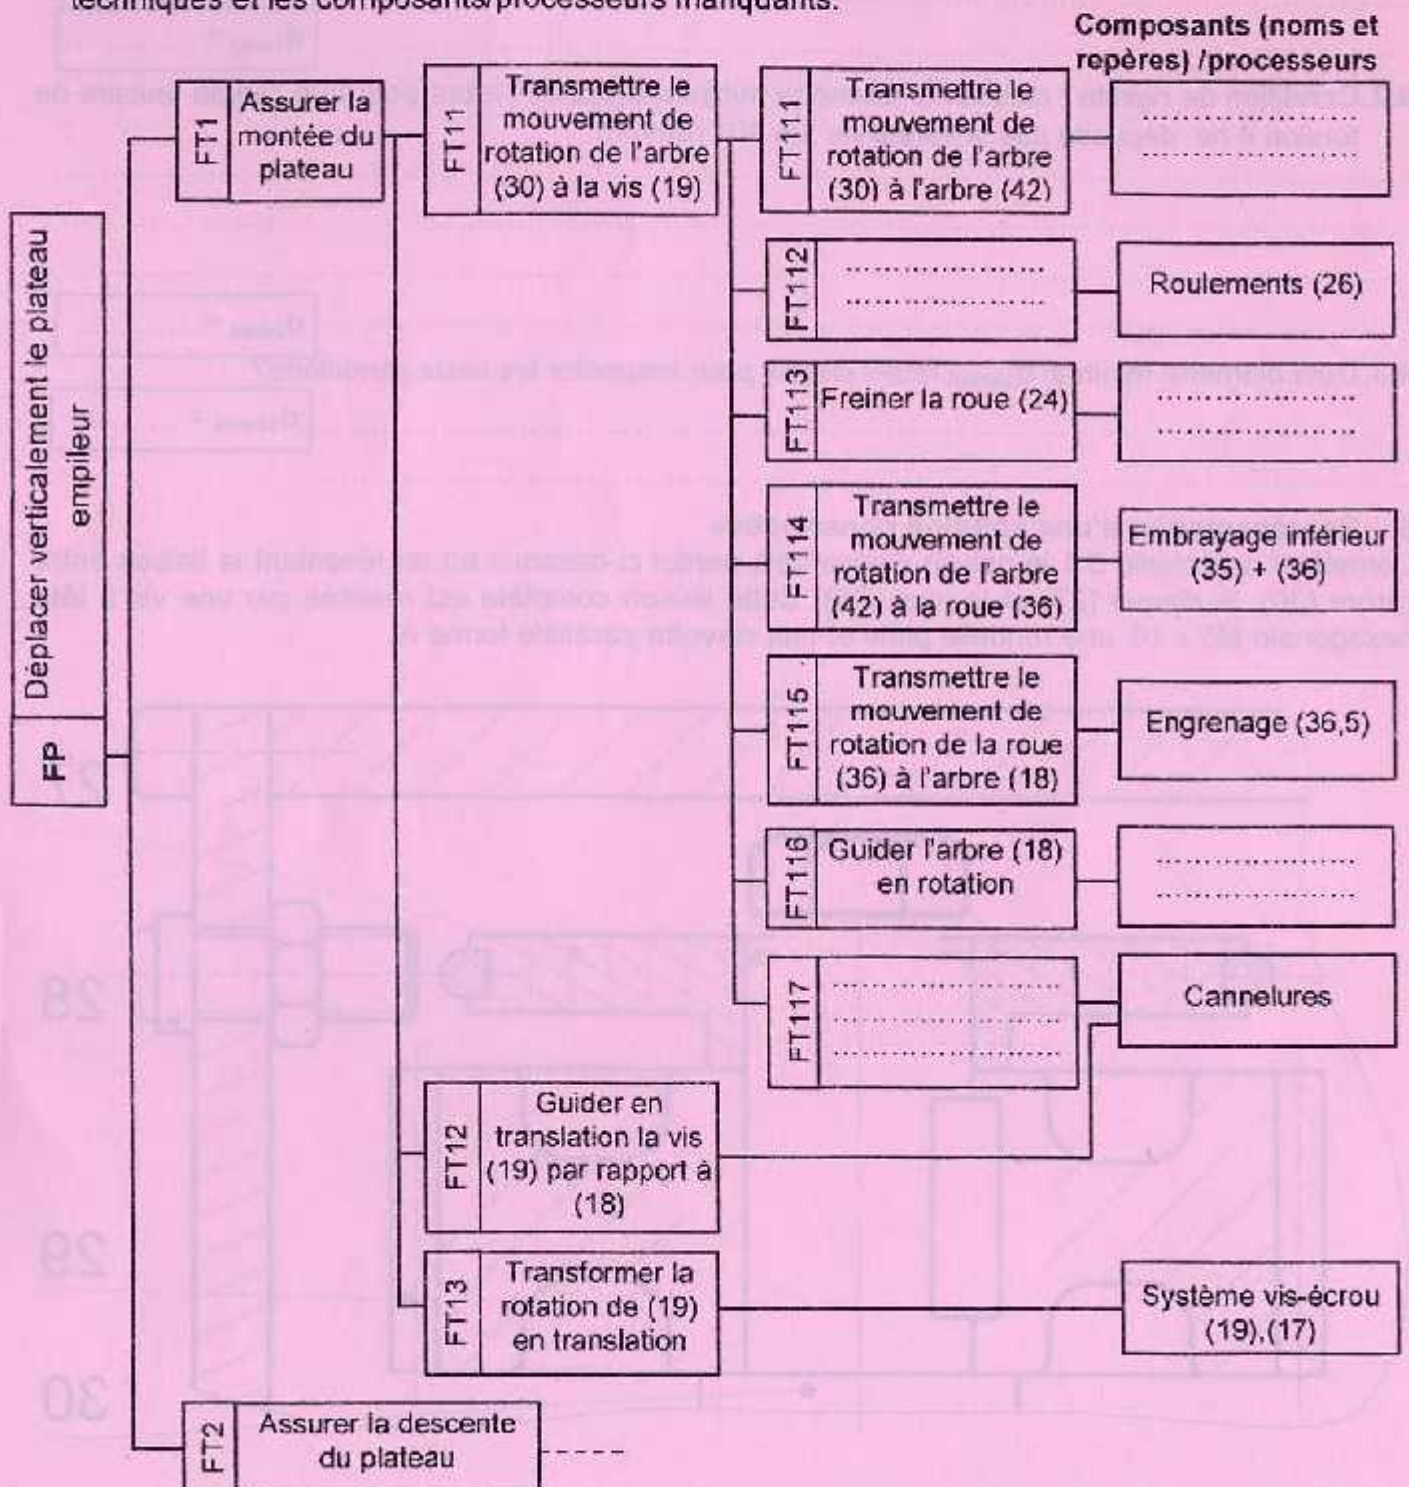 techniques et les composants/processeurs manquants.
Composants (noms et
repères) /processeurs
FP
Déplacer verticalement le plateau
empileur
FT1
Assurer la
montée du
plateau
FT11
Transmettre le
mouvement de
rotation de l'arbre
(30) à la vis (19)
FT111
Transmettre le
mouvement de
rotation de l'arbre
(30) à l'arbre (42)
....................
....................
FT112
....................
....................
Roulements (26)
FT113
Freiner la roue (24)
....................
....................
FT114
Transmettre le
mouvement de
rotation de l'arbre
(42) à la roue (36)
Embrayage inférieur
(35) + (36)
FT115
Transmettre le
mouvement de
rotation de la roue
(36) à l'arbre (18)
Engrenage (36,5)
FT116
Guider l'arbre (18)
en rotation
....................
....................
FT117
....................
....................
....................
Cannelures
FT12
Guider en
translation la vis
(19) par rapport à
(18)
FT13
Transformer la
rotation de (19)
en translation
Système vis-écrou
(19),(17)
FT2
Assurer la descente
du plateau
27
28
29
30